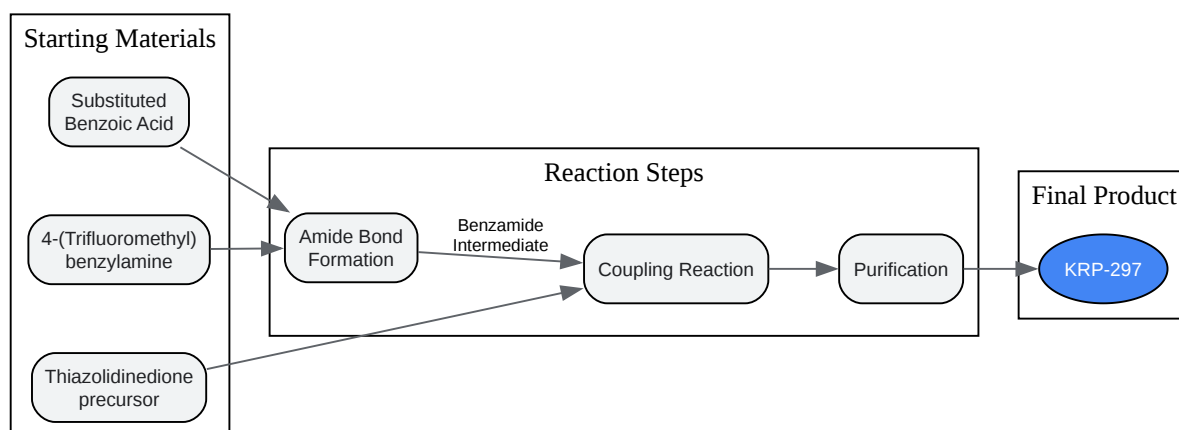 Starting Materials
Substituted
Benzoic Acid
4-(Trifluoromethyl)
benzylamine
Thiazolidinedione
precursor
Reaction Steps
Amide Bond
Formation
Benzamide
Intermediate
Coupling Reaction
Purification
Final Product
KRP-297